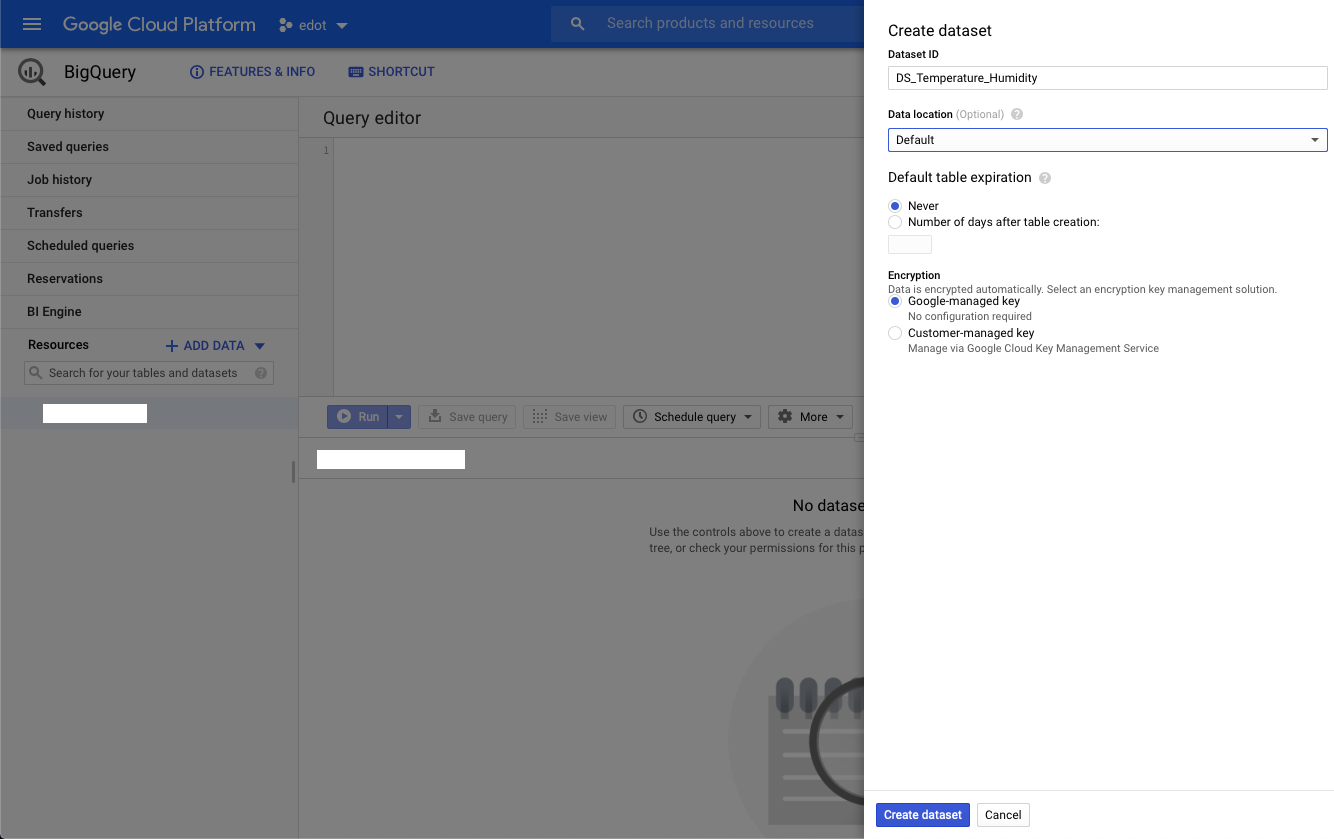 Google Cloud Platform
edot
Search products and resources
BigQuery
FEATURES & INFO
SHORTCUT
Query history
Saved queries
Job history
Transfers
Scheduled queries
Reservations
BI Engine
Resources
ADD DATA
Search for your tables and datasets
Query editor
1
Run
Save query
Save view
Schedule query
More
No datase
Use the controls above to create a datas
tree, or check your permissions for this p
Create dataset
Dataset ID
DS_Temperature_Humidity
Data location (Optional)
Default
Default table expiration
Never
Number of days after table creation:
Encryption
Data is encrypted automatically. Select an encryption key management solution.
Google-managed key
No configuration required
Customer-managed key
Manage via Google Cloud Key Management Service
Create dataset
Cancel